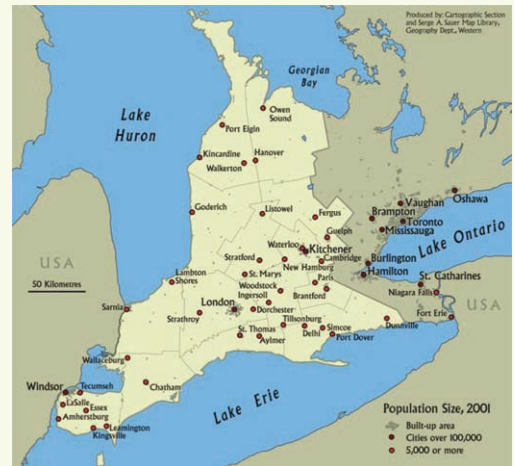 Produced by: Cartographic Section
and Serge A. Sauer Map Library,
Geography Dept., Western
Georgian
Bay
Lake
Huron
Owen
Sound
Port Elgin
Kincardine
Hanover
Walkerton
Goderich
Listowel
Fergus
Guelph
Vaughan
Oshawa
Brampton
Toronto
Mississauga
Lake Ontario
Waterloo
Kitchener
Cambridge
Stratford
New Hamburg
Burlington
Hamilton
USA
50 Kilometres
Lambton
Shores
St. Marys
Woodstock
Paris
St. Catharines
Ingersoll
Brantford
Niagara Falls
USA
Sarnia
London
Dorchester
Strathroy
Tillsonburg
Simcoe
Fort Erie
St. Thomas
Delhi
Dunnville
Aylmer
Port Dover
Wallaceburg
Windsor
Tecumseh
Chatham
LaSalle
Essex
Amherstburg
Leamington
Kingsville
Lake Erie
Population Size, 2001
Built-up area
Cities over 100,000
5,000 or more